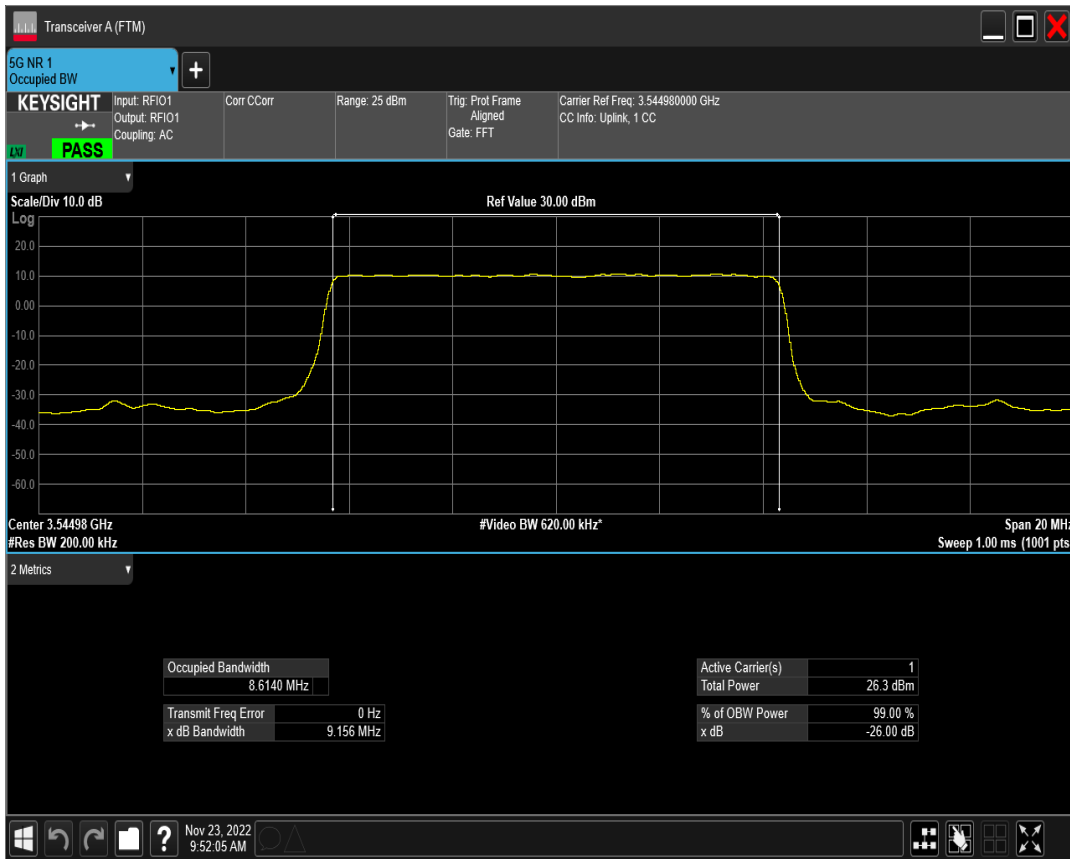 Transceiver A (FTM)
5G NR 1
Occupied BW
+
KEYSIGHT
LXI
PASS
Input: RFIO1
Output: RFIO1
Coupling: AC
Corr CCorr
Range: 25 dBm
Trig: Prot Frame
Aligned
Gate: FFT
Carrier Ref Freq: 3.544980000 GHz
CC Info: Uplink, 1 CC
1 Graph
Scale/Div 10.0 dB
Ref Value 30.00 dBm
Log
20.0
10.0
0.00
-10.0
-20.0
-30.0
-40.0
-50.0
-60.0
Center 3.54498 GHz
#Video BW 620.00 kHz*
Span 20 MHz
#Res BW 200.00 kHz
Sweep 1.00 ms (1001 pts
2 Metrics
Occupied Bandwidth
8.6140 MHz
Transmit Freq Error 0 Hz
x dB Bandwidth 9.156 MHz
Active Carrier(s) 1
Total Power 26.3 dBm
% of OBW Power 99.00 %
x dB -26.00 dB
?
Nov 23, 2022
9:52:05 AM